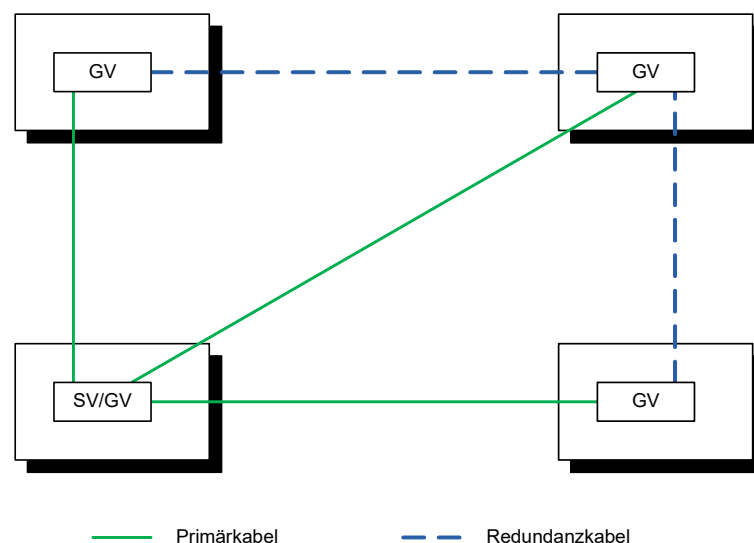 GV
GV
SV/GV
GV
Primärkabel
Redundanzkabel